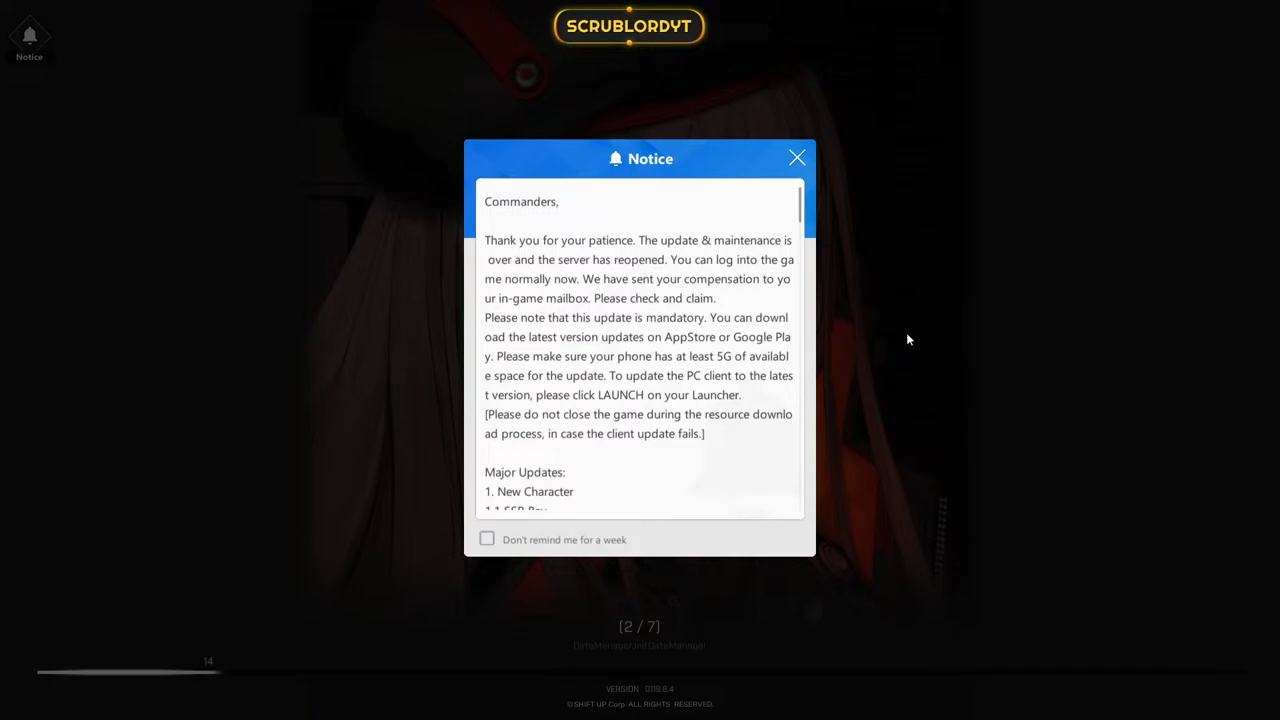 SCRUBLORDYT
Notice
Notice
Commanders,
Thank you for your patience. The update & maintenance is
over and the server has reopened. You can log into the ga
me normally now. We have sent your compensation to yo
ur in-game mailbox. Please check and claim.
Please note that this update is mandatory. You can downl
oad the latest version updates on AppStore or Google Pla
y. Please make sure your phone has at least 5G of availabl
e space for the update. To update the PC client to the lates
t version, please click LAUNCH on your Launcher.
[Please do not close the game during the resource downlo
ad process, in case the client update fails.]
Major Updates:
1. New Character
Don't remind me for a week
[2 / 7]
14
VERSION
© SHIFT UP Corp. ALL RIGHTS RESERVED.